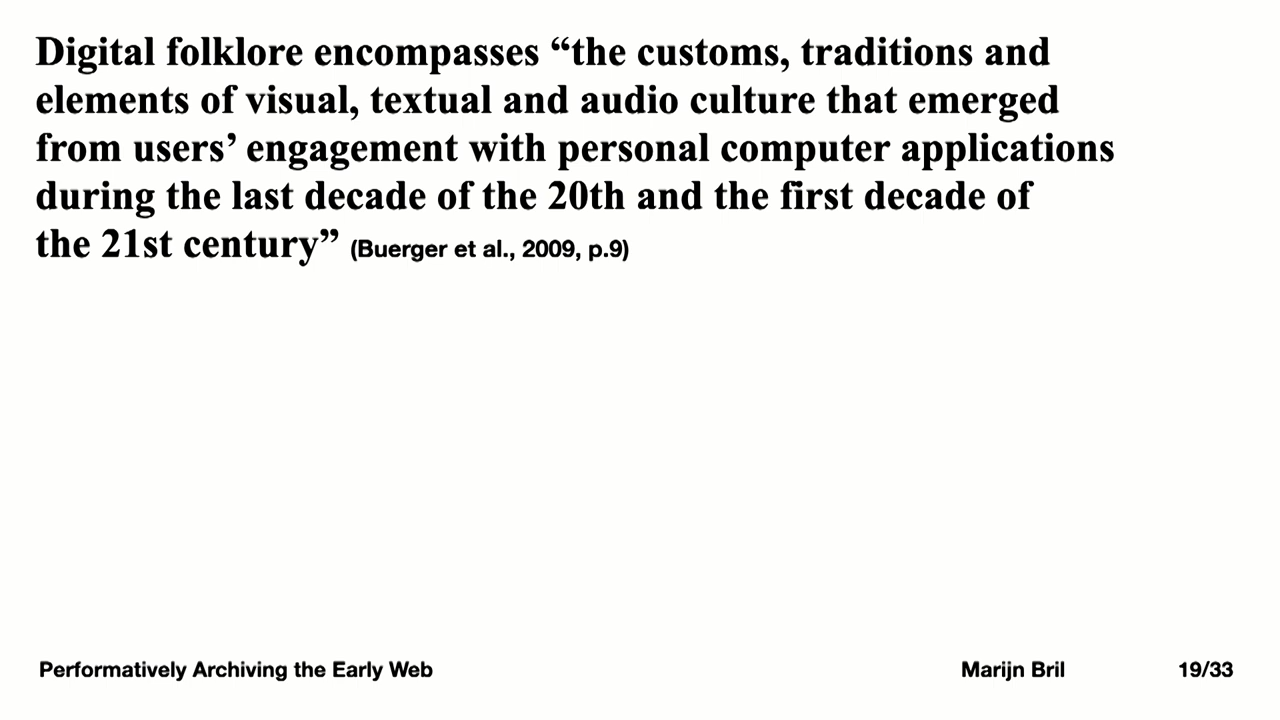 Digital folklore encompasses “the customs, traditions and
elements of visual, textual and audio culture that emerged
from users’ engagement with personal computer applications
during the last decade of the 20th and the first decade of
the 21st century” (Buerger et al., 2009, p.9)
Performatively Archiving the Early Web Marijn Bril 19/33